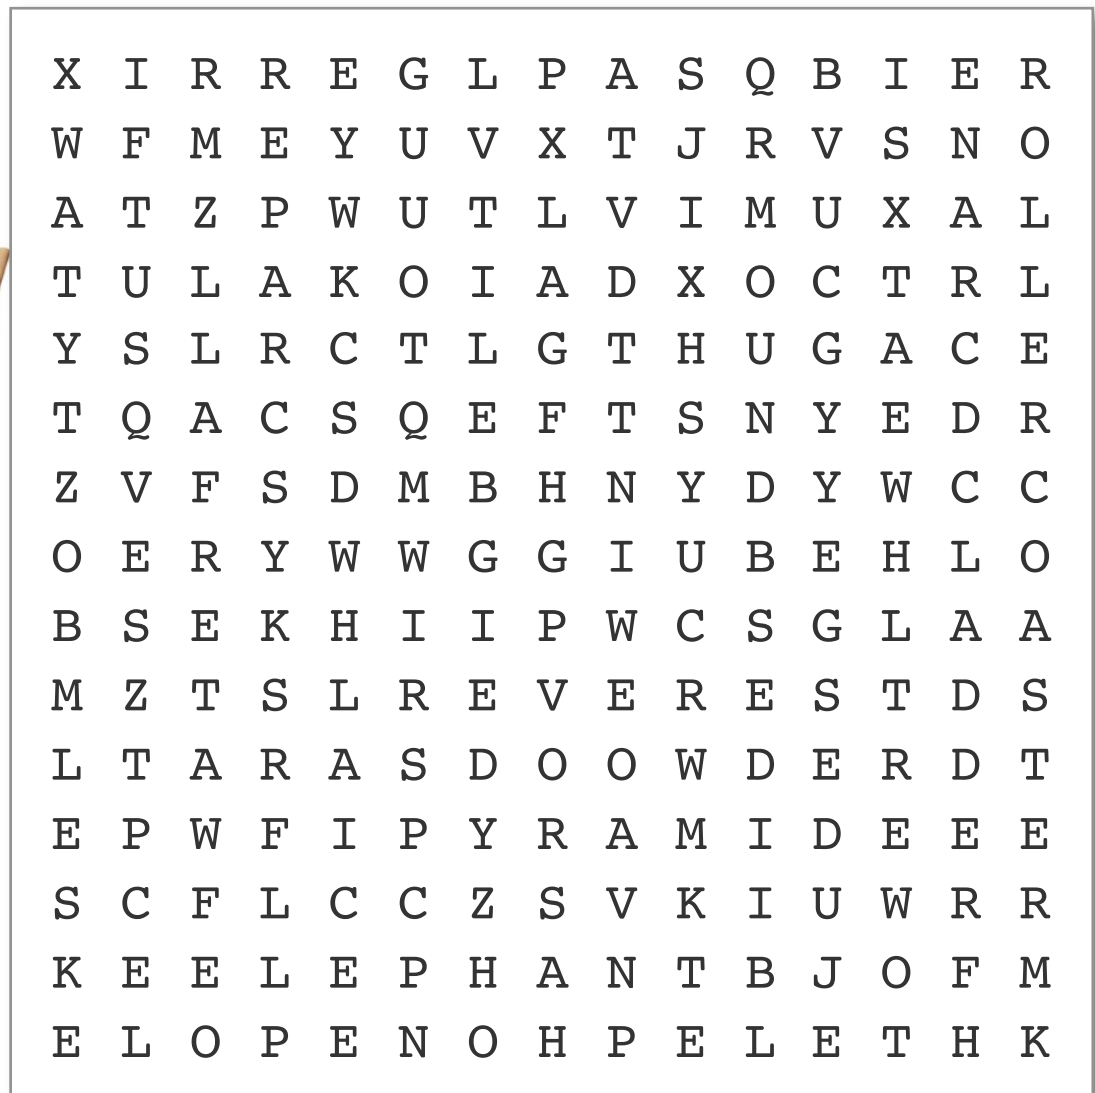 X I R R E G L P A S Q B I E R
W F M E Y U V X T J R V S N O
A T Z P W U T L V I M U X A L
T U L A K O I A D X O C T R L
Y S L R C T L G T H U G A C E
T Q A C S Q E F T S N Y E D R
Z V F S D M B H N Y D Y W C C
O E R Y W W G G I U B E H L O
B S E K H I I P W C S G L A A
M Z T S L R E V E R E S T D S
L T A R A S D O O W D E R D T
E P W F I P Y R A M I D E E E
S C F L C C Z S V K I U W R R
K E E L E P H A N T B J O F M
E L O P E N O H P E L E T H K